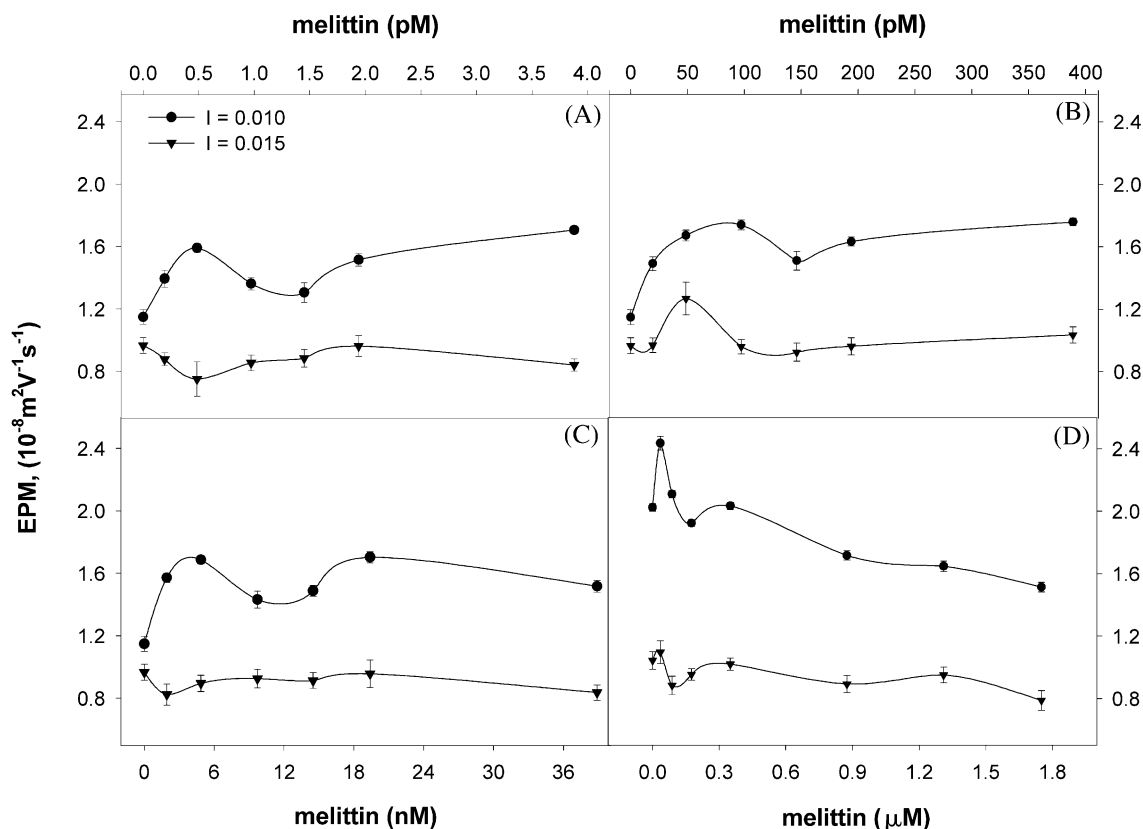 melittin (pM) melittin (pM)
0.0 0.5 1.0 1.5 2.0 2.5 3.0 3.5 4.0 0 50 100 150 200 250 300 350 400
2.4 I = 0.010 (A) (B) 2.4
I = 0.015
2.0 2.0
1.6 1.6
1.2 1.2
0.8 0.8
EPM, (10⁻⁸m²V⁻¹s⁻¹)
2.4 (C) (D) 2.4
2.0 2.0
1.6 1.6
1.2 1.2
0.8 0.8
0 6 12 18 24 30 36 0.0 0.3 0.6 0.9 1.2 1.5 1.8
melittin (nM) melittin (μM)